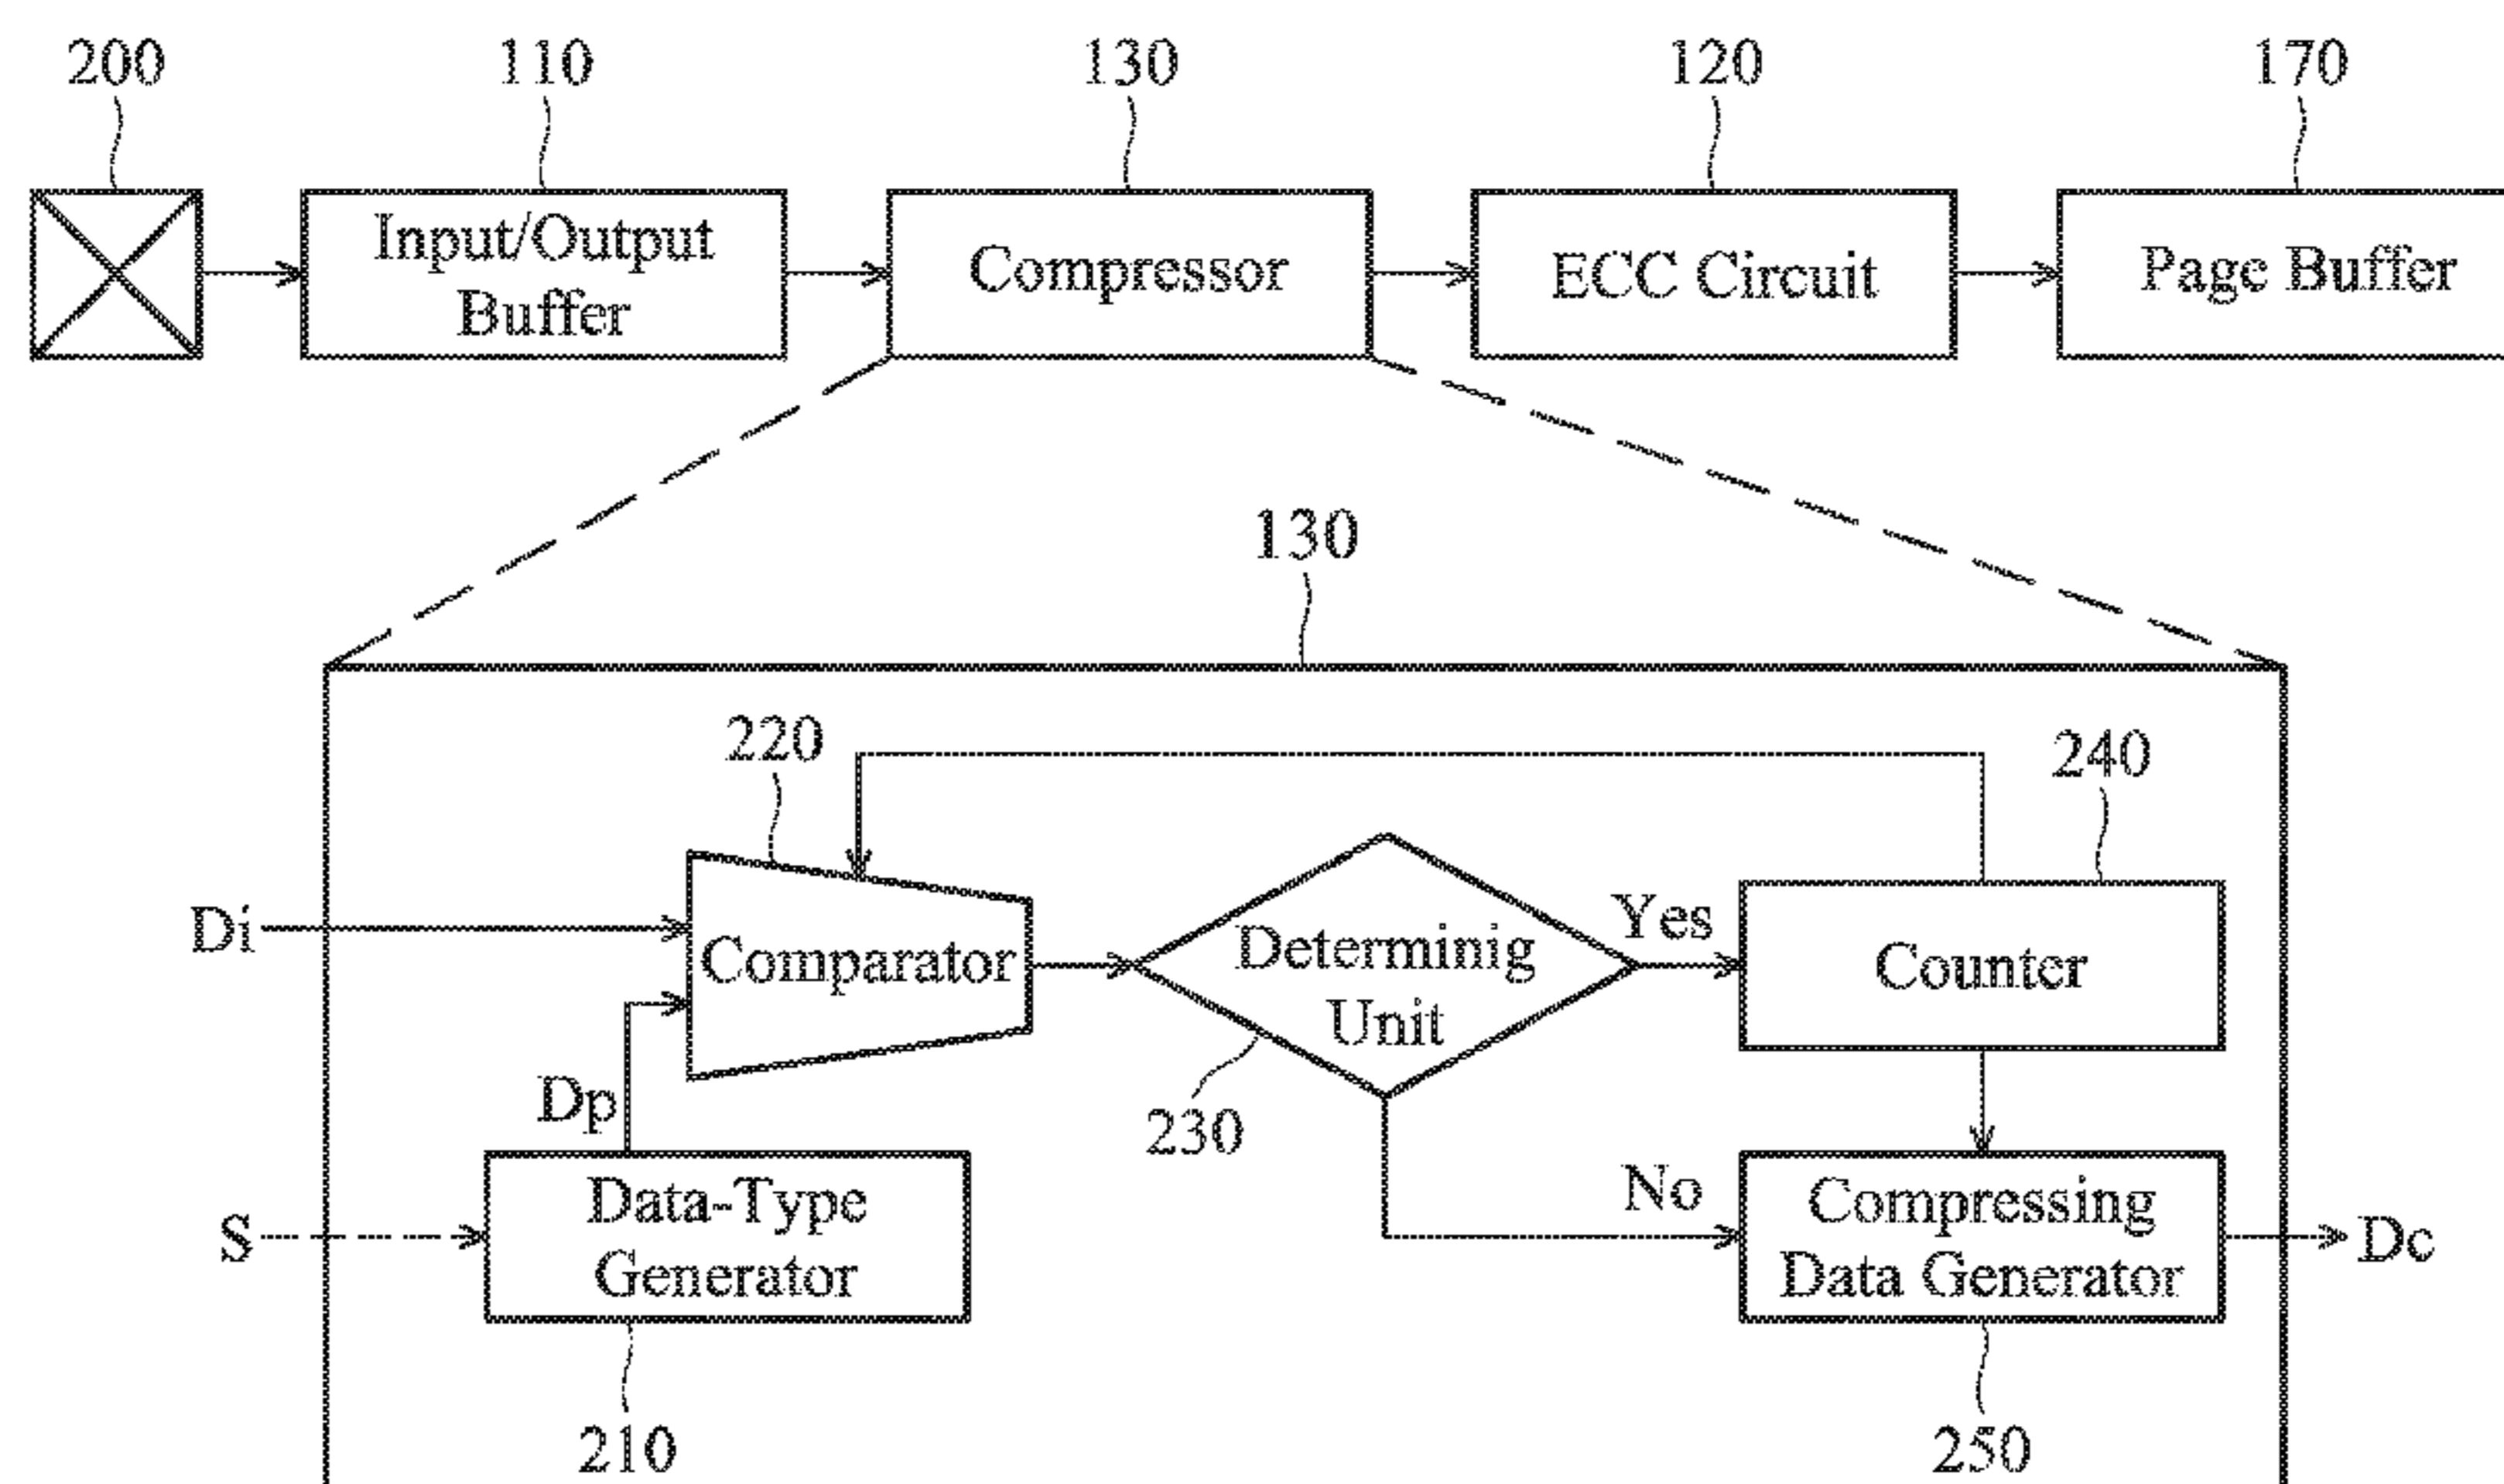 200
110
130
120
170
Input/Output
Buffer
Compressor
ECC Circuit
Page Buffer
130
220
240
Di
Comparator
Determinig
Unit
Yes
Counter
Dp
230
No
S
Data-Type
Generator
Compressing
Data Generator
Dc
210
250